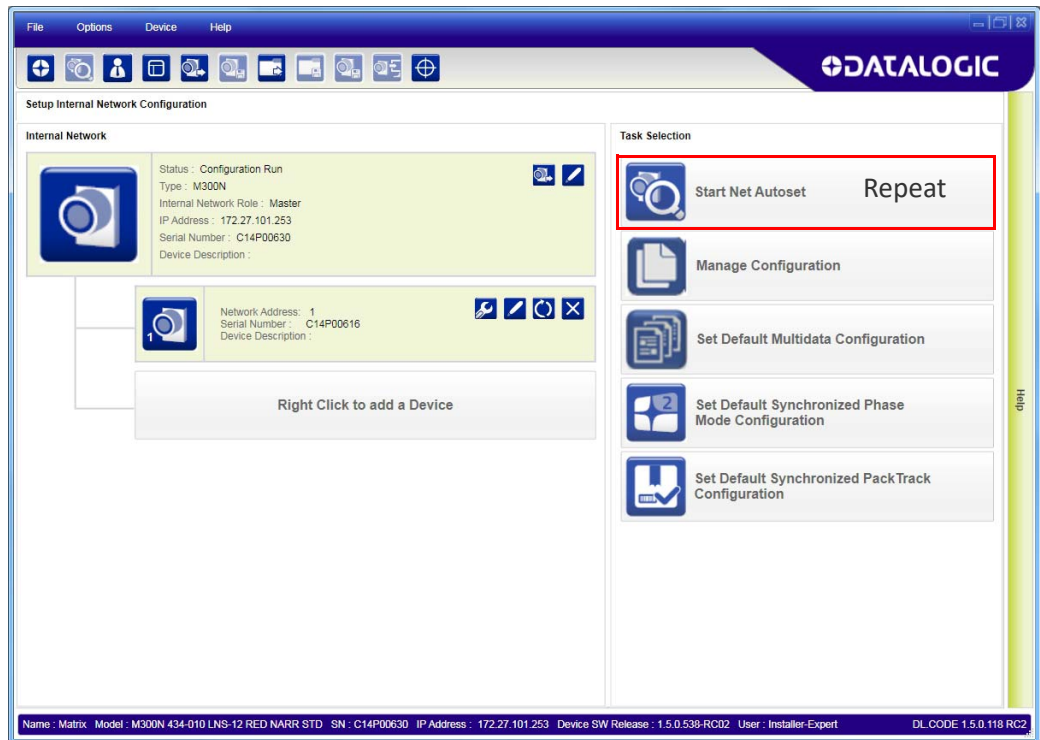 File Options Device Help
DATALOGIC
Setup Internal Network Configuration
Internal Network
Status : Configuration Run
Type : M300N
Internal Network Role : Master
IP Address : 172.27.101.253
Serial Number : C14P00630
Device Description :
1
Network Address: 1
Serial Number : C14P00616
Device Description :
Right Click to add a Device
Task Selection
Start Net Autoset Repeat
Manage Configuration
Set Default Multidata Configuration
2
Set Default Synchronized Phase
Mode Configuration
Set Default Synchronized PackTrack
Configuration
Help
Name : Matrix Model : M300N 434-010 LNS-12 RED NARR STD SN : C14P00630 IP Address : 172.27.101.253 Device SW Release : 1.5.0.538-RC02 User : Installer-Expert DL.CODE 1.5.0.118 RC2